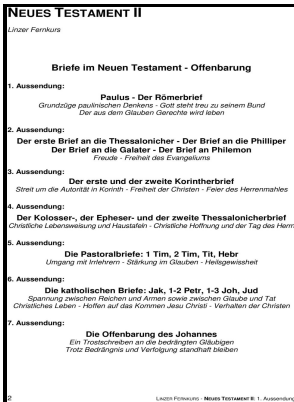 NEUES TESTAMENT II
Linzer Fernkurs
Briefe im Neuen Testament - Offenbarung
1. Aussendung:
Paulus - Der Römerbrief
Grundzüge paulinischen Denkens - Gott steht treu zu seinem Bund
Der aus dem Glauben Gerechte wird leben
2. Aussendung:
Der erste Brief an die Thessalonicher - Der Brief an die Philliper
Der Brief an die Galater - Der Brief an Philemon
Freude - Freiheit des Evangeliums
3. Aussendung:
Der erste und der zweite Korintherbrief
Streit um die Autorität in Korinth - Freiheit der Christen - Feier des Herrenmahles
4. Aussendung:
Der Kolosser-, der Epheser- und der zweite Thessalonicherbrief
Christliche Lebensweisung und Haustafeln - Christliche Hoffnung und der Tag des Herrn
5. Aussendung:
Die Pastoralbriefe: 1 Tim, 2 Tim, Tit, Hebr
Umgang mit Irrlehrern - Stärkung im Glauben - Heilsgewissheit
6. Aussendung:
Die katholischen Briefe: Jak, 1-2 Petr, 1-3 Joh, Jud
Spannung zwischen Reichen und Armen sowie zwischen Glaube und Tat
Christliches Leben - Hoffen auf das Kommen Jesu Christi - Verhalten der Christen
7. Aussendung:
Die Offenbarung des Johannes
Ein Trostschreiben an die bedrängten Gläubigen
Trotz Bedrängnis und Verfolgung standhaft bleiben
2 LINZER FERNKURS - NEUES TESTAMENT II: 1. Aussendung